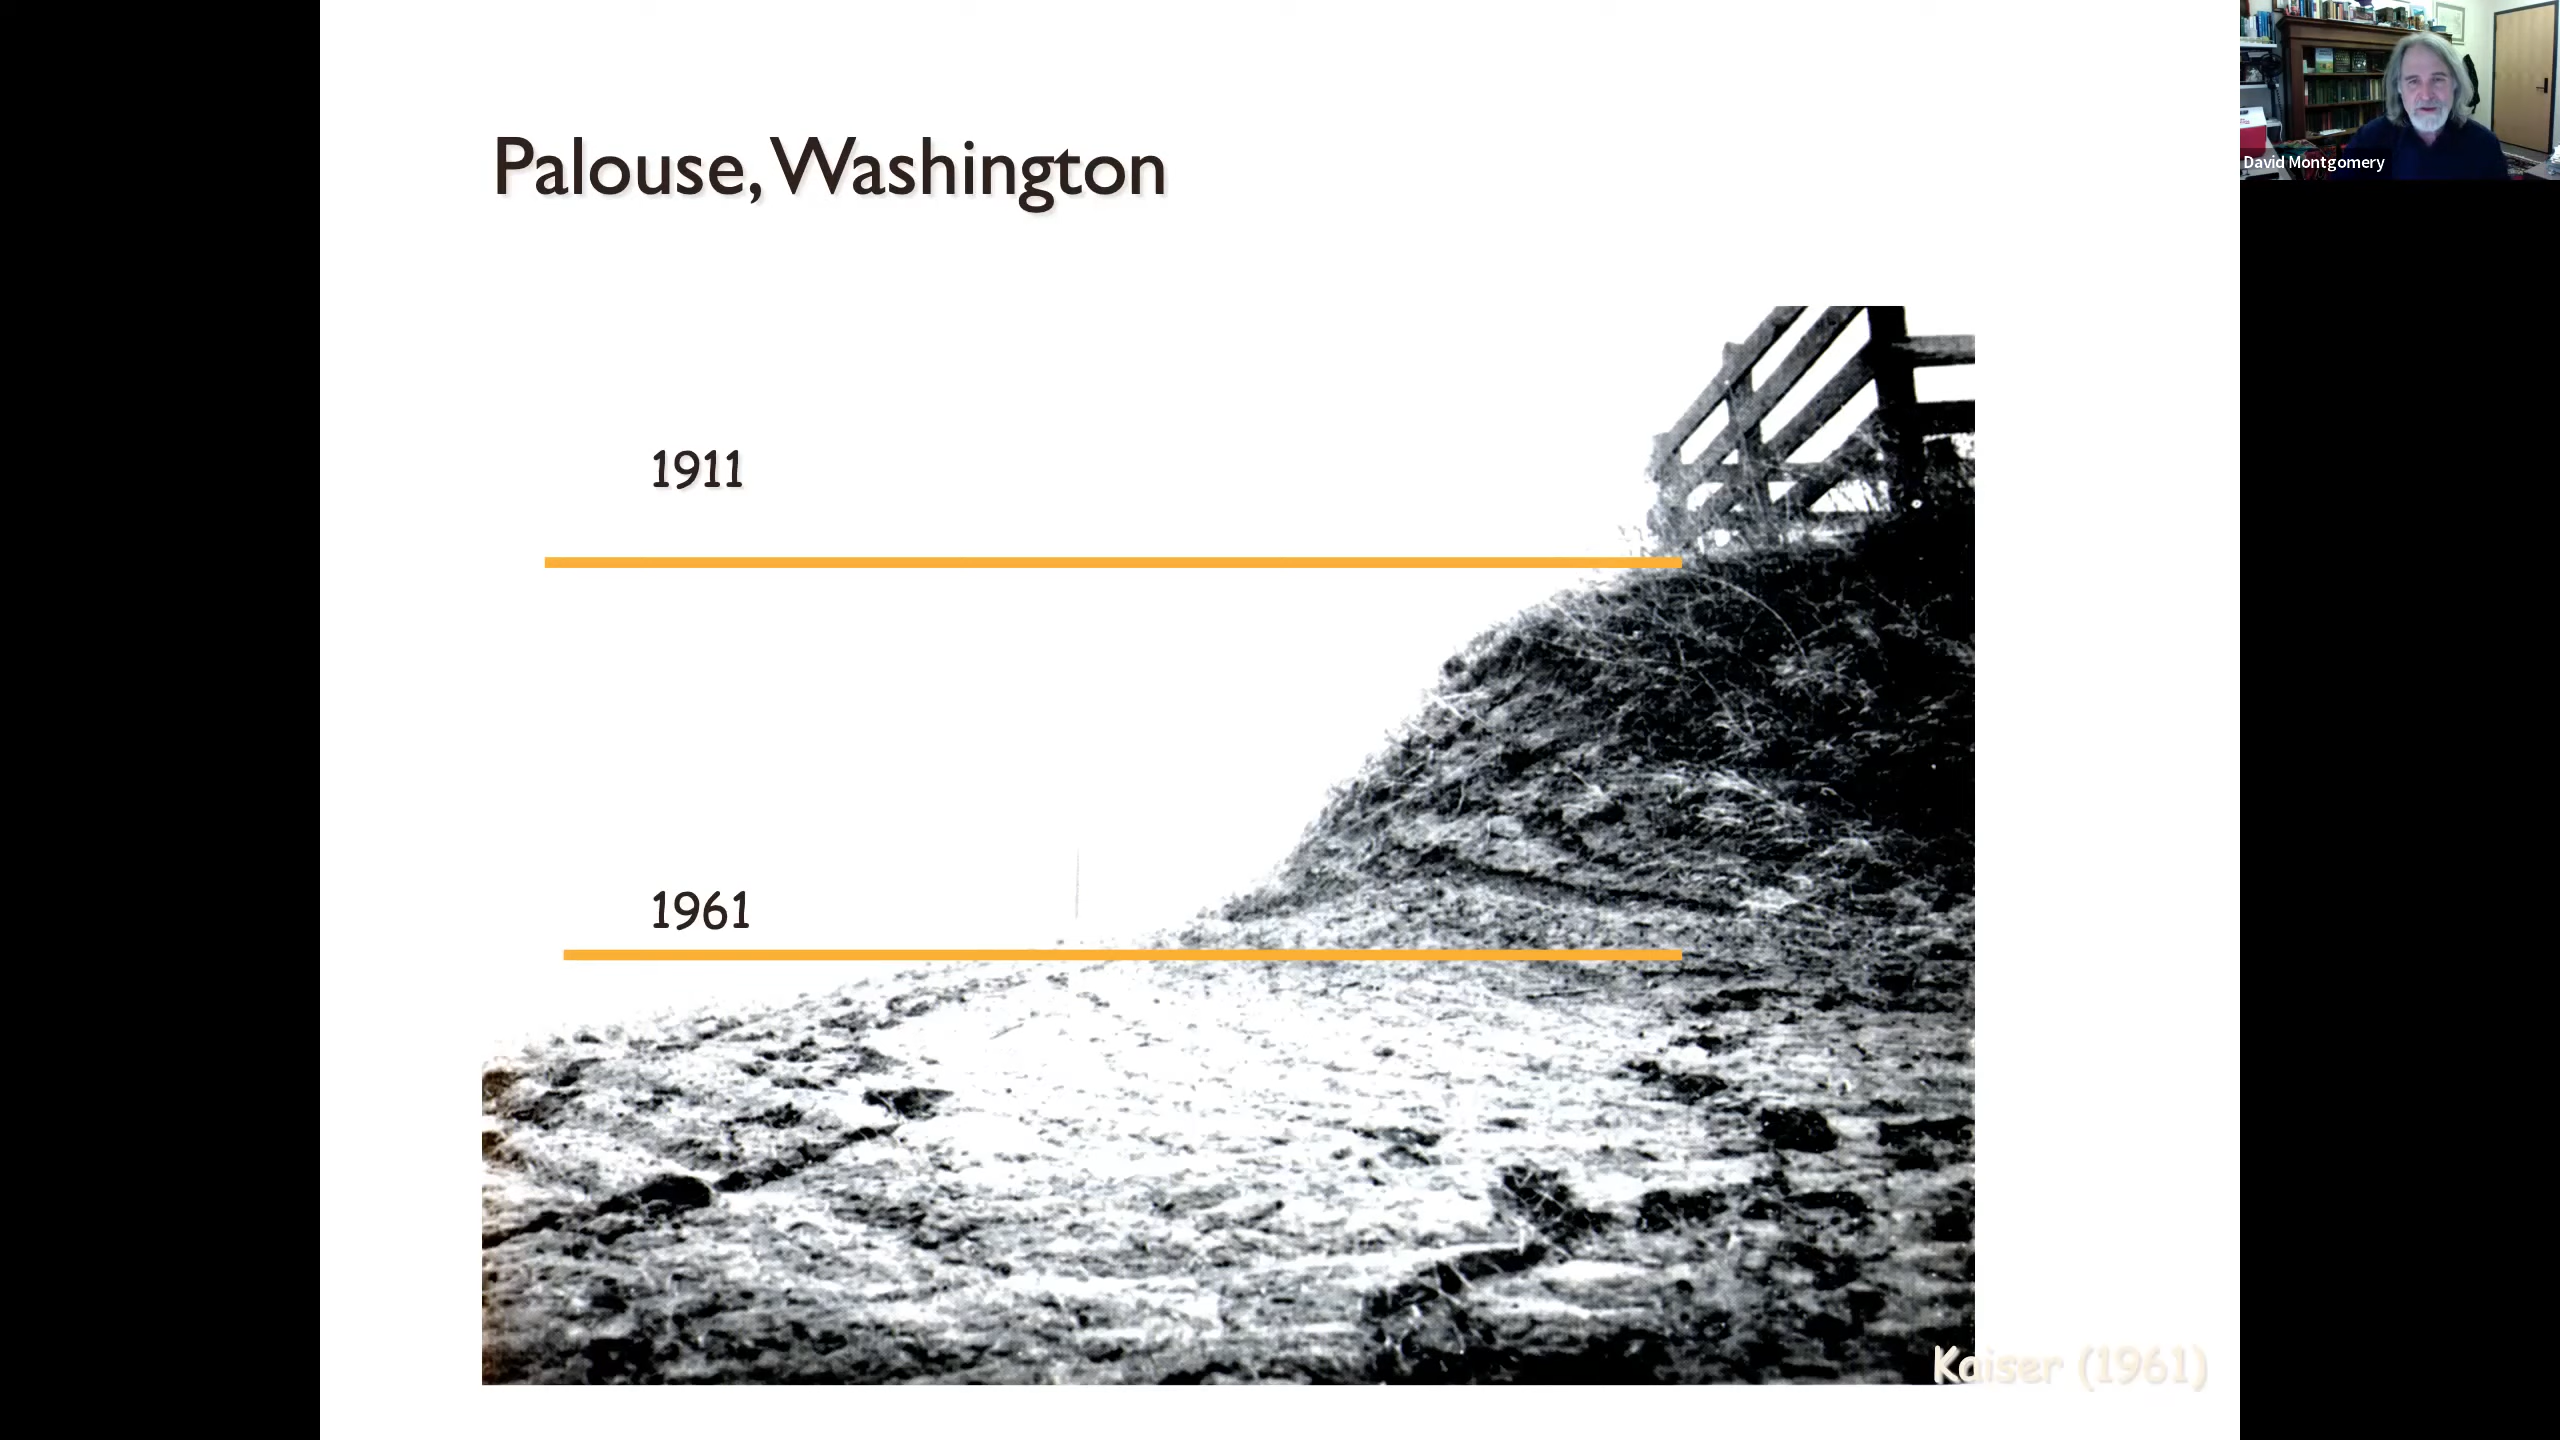 Palouse, Washington
David Montgomery
1911
1961
Kaiser (1961)